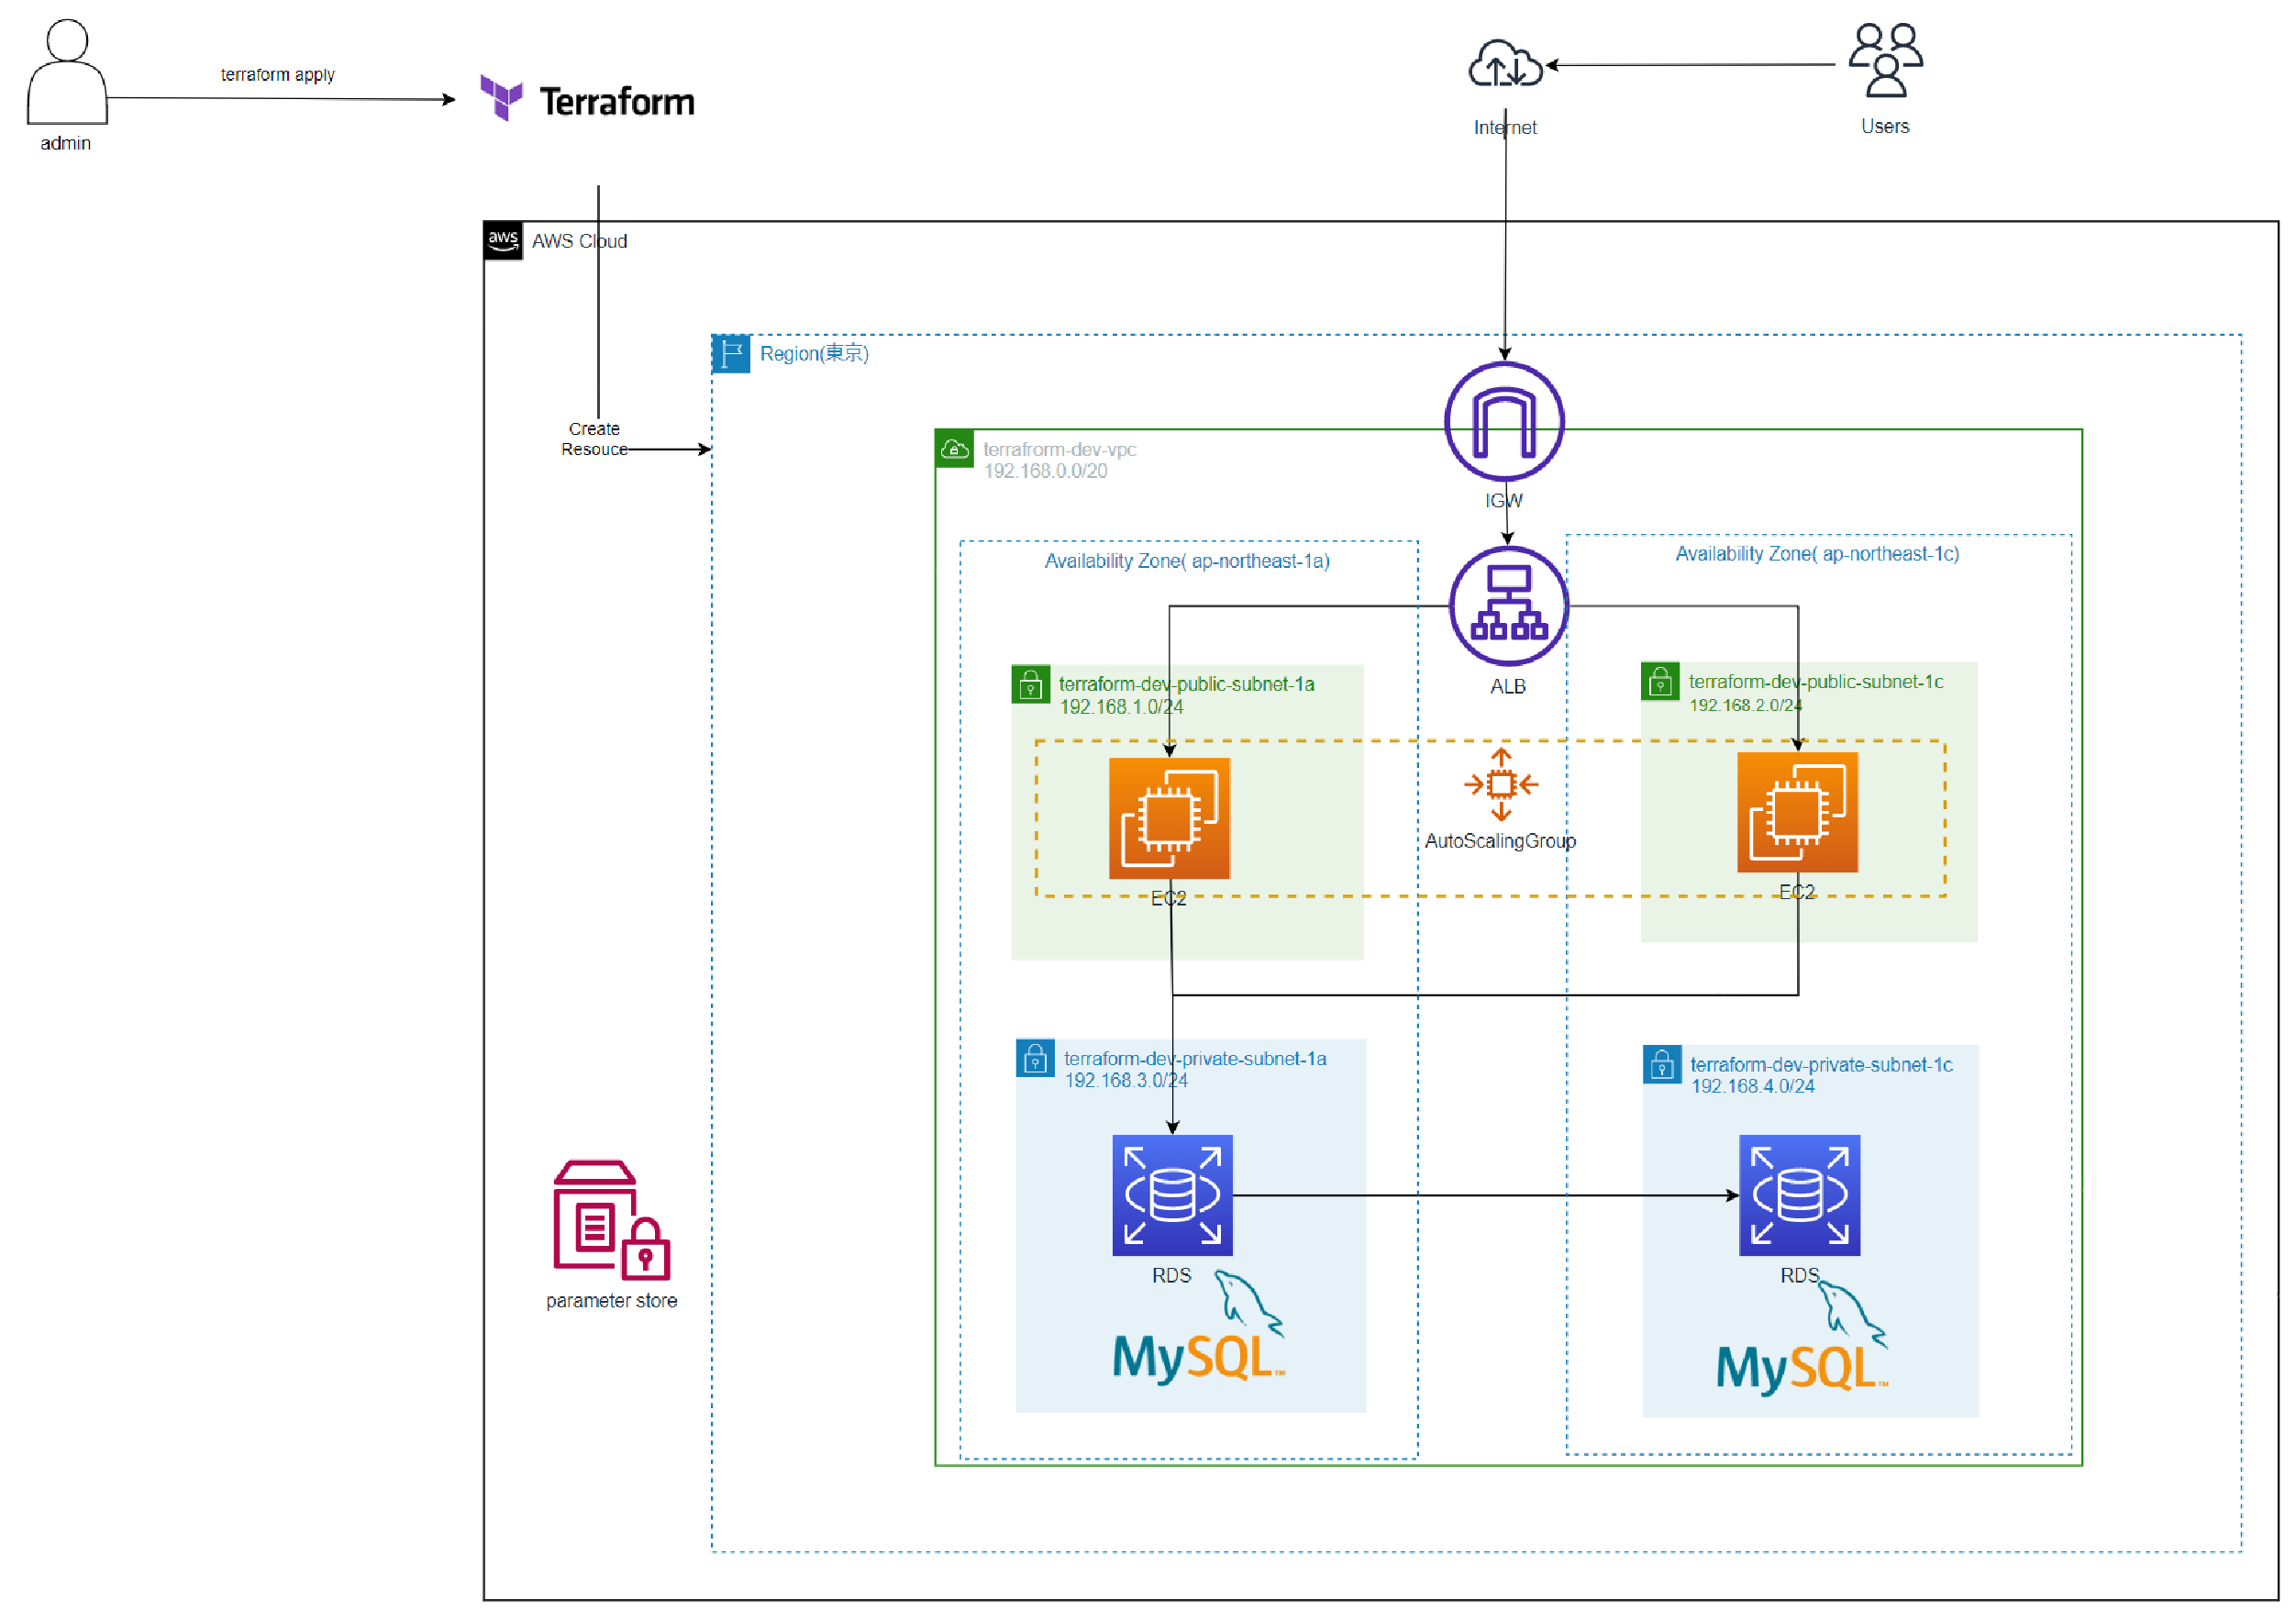 terraform apply
admin
Terraform
Internet
Users
aws
AWS Cloud
Region(東京)
Create
Resouce
terrafrorm-dev-vpc
192.168.0.0/20
IGW
Availability Zone( ap-northeast-1a)
Availability Zone( ap-northeast-1c)
ALB
terraform-dev-public-subnet-1a
192.168.1.0/24
terraform-dev-public-subnet-1c
192.168.2.0/24
AutoScalingGroup
EC2
EC2
terraform-dev-private-subnet-1a
192.168.3.0/24
terraform-dev-private-subnet-1c
192.168.4.0/24
RDS
RDS
MySQL™
MySQL™
parameter store